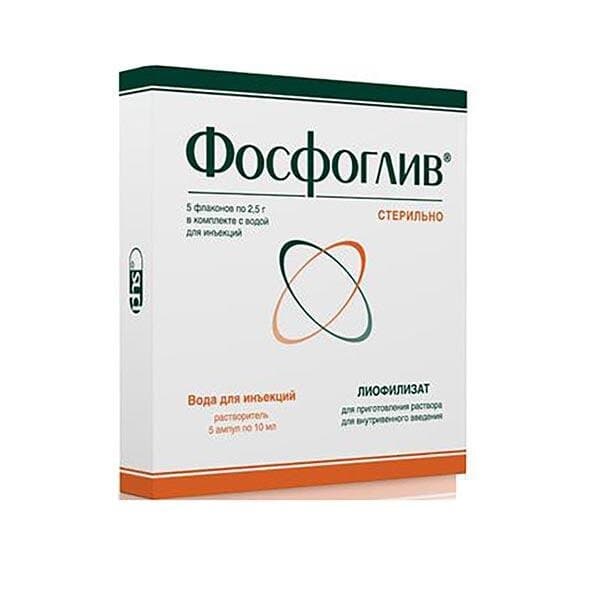 ФОСФОГЛИВ®
5 флаконов по 2,5 г
в комплекте с водой
для инъекций
СТЕРИЛЬНО
Вода для инъекций
растворитель
5 ампул по 10 мл
ЛИОФИЛИЗАТ
для приготовления раствора
для внутривенного введения